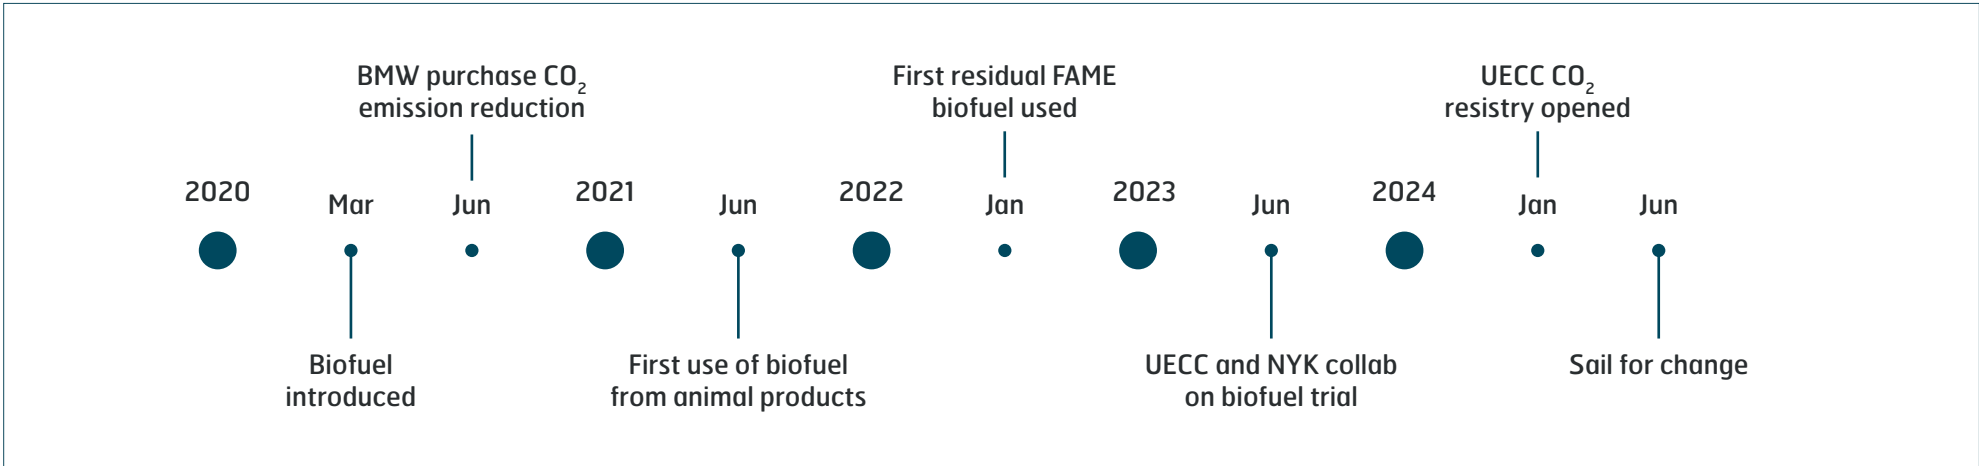 BMW purchase CO₂
emission reduction
First residual FAME
biofuel used
UECC CO₂
resistry opened
2020
Mar
Jun
2021
Jun
2022
Jan
2023
Jun
2024
Jan
Jun
Biofuel
introduced
First use of biofuel
from animal products
UECC and NYK collab
on biofuel trial
Sail for change